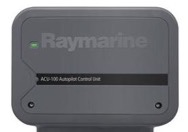 Raymarine
ACU-100 Autopilot Control Unit